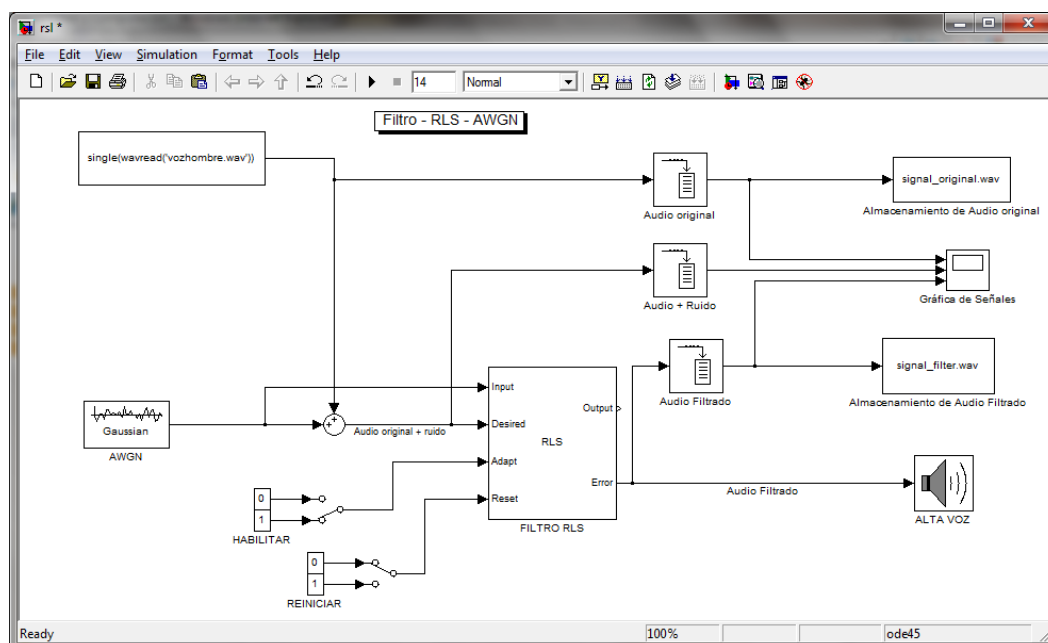 rsl *
File Edit View Simulation Format Tools Help
14 Normal
Filtro - RLS - AWGN
single(wavread('vozhombre.wav'))
Audio original
signal_original.wav
Almacenamiento de Audio original
Audio + Ruido
Gráfica de Señales
Audio Filtrado
signal_filter.wav
Almacenamiento de Audio Filtrado
Gaussian
AWGN
Audio original + ruido
Input
Desired
Adapt
Reset
RLS
Output
Error
FILTRO RLS
Audio Filtrado
ALTA VOZ
0
1
HABILITAR
0
1
REINICIAR
Ready 100% ode45